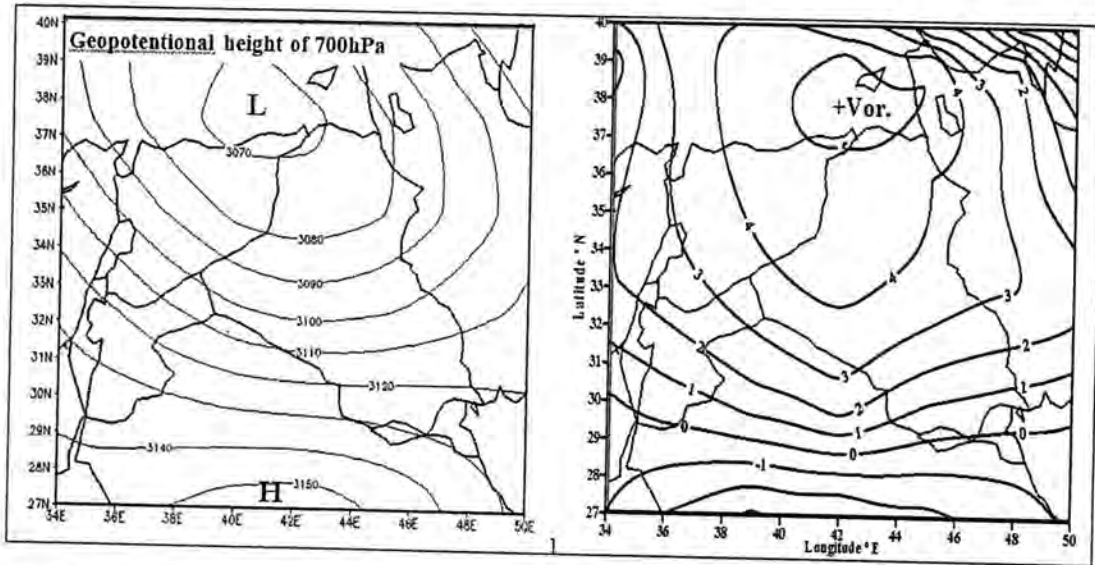 Geopotentional height of 700hPa
40N
39N
38N
37N
36N
35N
34N
33N
32N
31N
30N
29N
28N
27N
34E
36E
38E
40E
42E
44E
46E
48E
50E
L
3070
3080
3090
3100
3110
3120
3140
3150
H
40
39
38
37
36
35
34
33
32
31
30
29
28
27
Latitude ° N
34
36
38
40
42
44
46
48
50
Longitude ° E
+Vor.
5
4
3
2
4
4
3
3
3
2
2
2
1
1
1
0
0
0
-1
1